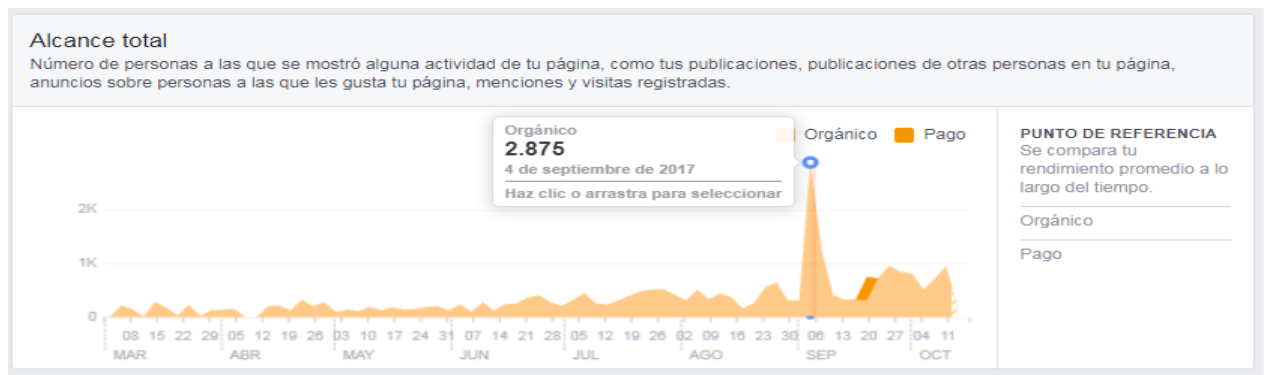 Alcance total
Número de personas a las que se mostró alguna actividad de tu página, como tus publicaciones, publicaciones de otras personas en tu página,
anuncios sobre personas a las que les gusta tu página, menciones y visitas registradas.
Orgánico
2.875
4 de septiembre de 2017
Haz clic o arrastra para seleccionar
Orgánico Pago
PUNTO DE REFERENCIA
Se compara tu
rendimiento promedio a lo
largo del tiempo.
Orgánico
Pago
2K
1K
0
08 15 22 29 05 12 19 26 03 10 17 24 31 07 14 21 28 05 12 19 26 02 09 16 23 30 06 13 20 27 04 11
MAR ABR MAY JUN JUL AGO SEP OCT